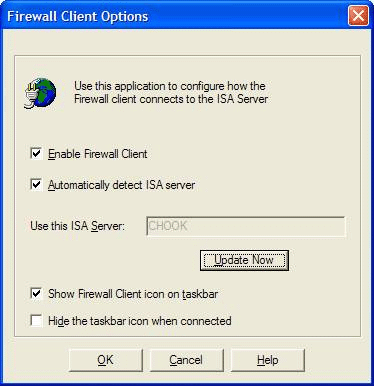 Firewall Client Options
Use this application to configure how the
Firewall client connects to the ISA Server
Enable Firewall Client
Automatically detect ISA server
Use this ISA Server: CHOOK
Update Now
Show Firewall Client icon on taskbar
Hide the taskbar icon when connected
OK Cancel Help